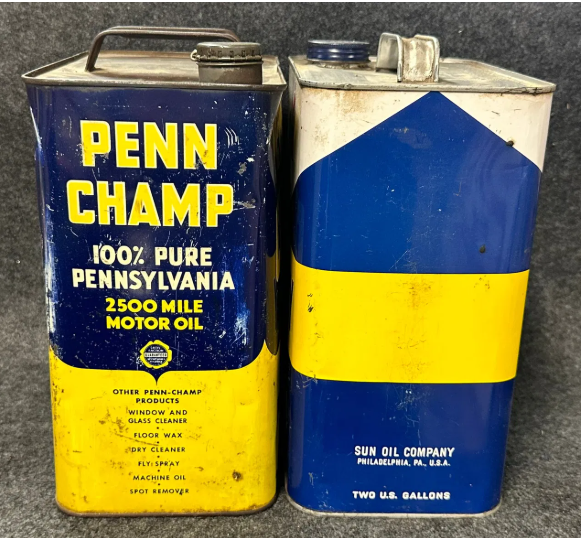 PENN
CHAMP
100% PURE
PENNSYLVANIA
2500 MILE
MOTOR OIL
GUARANTEED
OTHER PENN-CHAMP
PRODUCTS
WINDOW AND
GLASS CLEANER
FLOOR WAX
DRY CLEANER
FLY-SPRAY
MACHINE OIL
SPOT REMOVER
SUN OIL COMPANY
PHILADELPHIA, PA., U.S.A.
TWO U.S. GALLONS